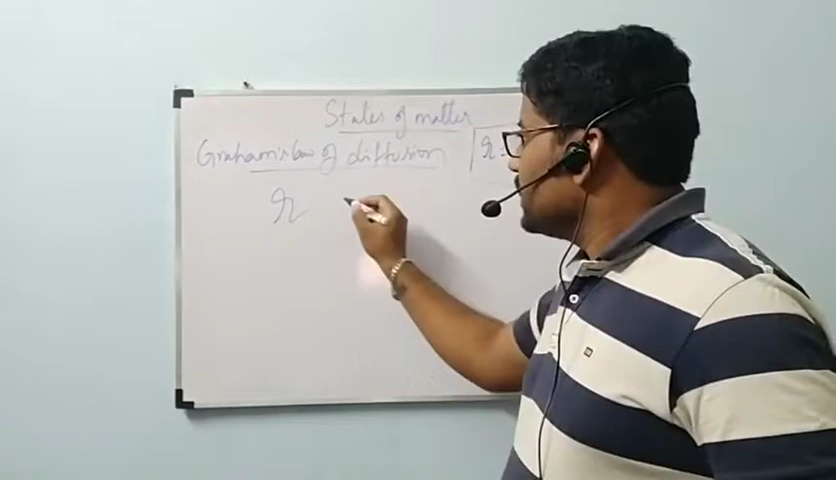 States of matter
Graham's law of diffusion
r =
r